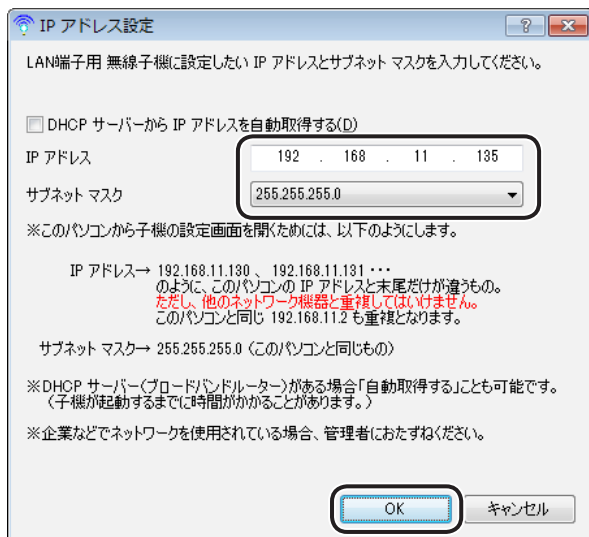 IP アドレス設定
LAN端子用 無線子機に設定したい IP アドレスとサブネット マスクを入力してください。
DHCP サーバーから IP アドレスを自動取得する(D)
IP アドレス 192 . 168 . 11 . 135
サブネット マスク 255.255.255.0
※このパソコンから子機の設定画面を開くためには、以下のようにします。
IP アドレス→ 192.168.11.130 、 192.168.11.131 ・・・
のように、このパソコンの IP アドレスと末尾だけが違うもの。
ただし、他のネットワーク機器と重複してはいけません。
このパソコンと同じ 192.168.11.2 も重複となります。
サブネット マスク→ 255.255.255.0 (このパソコンと同じもの)
※DHCP サーバー(ブロードバンドルーター)がある場合「自動取得する」ことも可能です。
(子機が起動するまでに時間がかかることがあります。)
※企業などでネットワークを使用されている場合、管理者におたずねください。
OK キャンセル